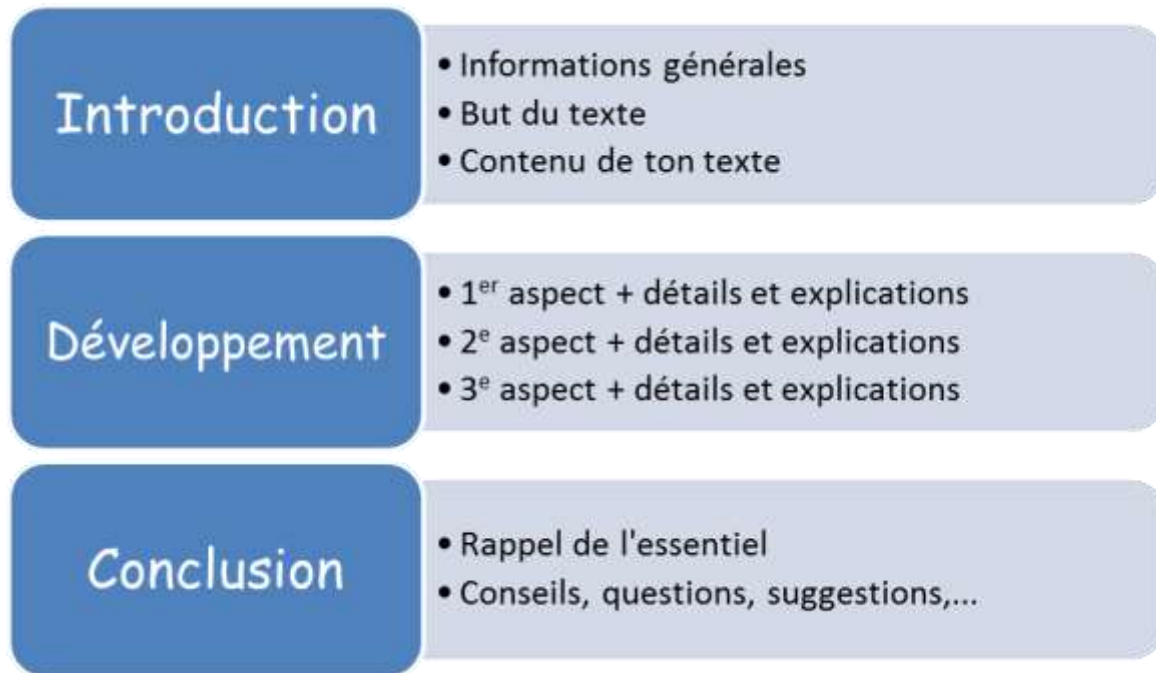 Introduction
• Informations générales
• But du texte
• Contenu de ton texte
Développement
• 1er aspect + détails et explications
• 2e aspect + détails et explications
• 3e aspect + détails et explications
Conclusion
• Rappel de l'essentiel
• Conseils, questions, suggestions,...